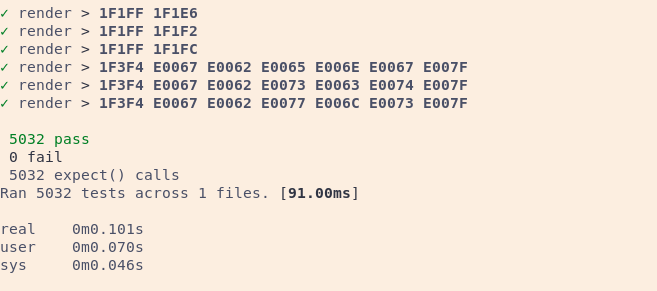 ✓ render > 1F1FF 1F1E6
✓ render > 1F1FF 1F1F2
✓ render > 1F1FF 1F1FC
✓ render > 1F3F4 E0067 E0062 E0065 E006E E0067 E007F
✓ render > 1F3F4 E0067 E0062 E0073 E0063 E0074 E007F
✓ render > 1F3F4 E0067 E0062 E0077 E006C E0073 E007F
5032 pass
0 fail
5032 expect() calls
Ran 5032 tests across 1 files. [91.00ms]
real 0m0.101s
user 0m0.070s
sys 0m0.046s